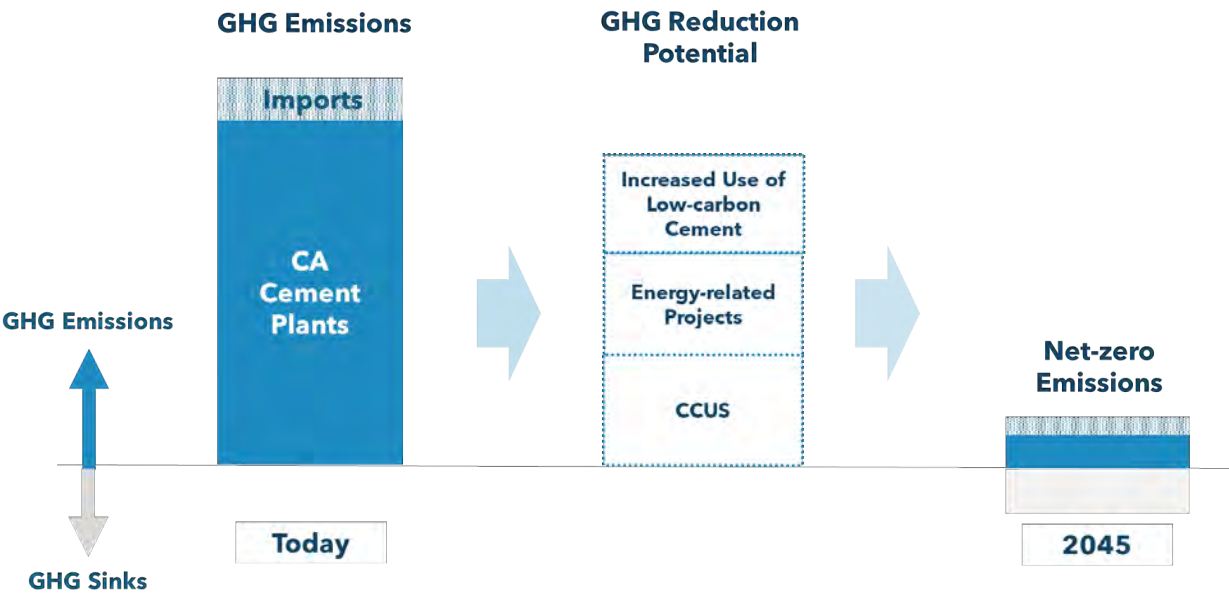 GHG Emissions
Imports
CA
Cement
Plants
GHG Emissions
GHG Sinks
Today
GHG Reduction
Potential
Increased Use of
Low-carbon
Cement
Energy-related
Projects
CCUS
Net-zero
Emissions
2045